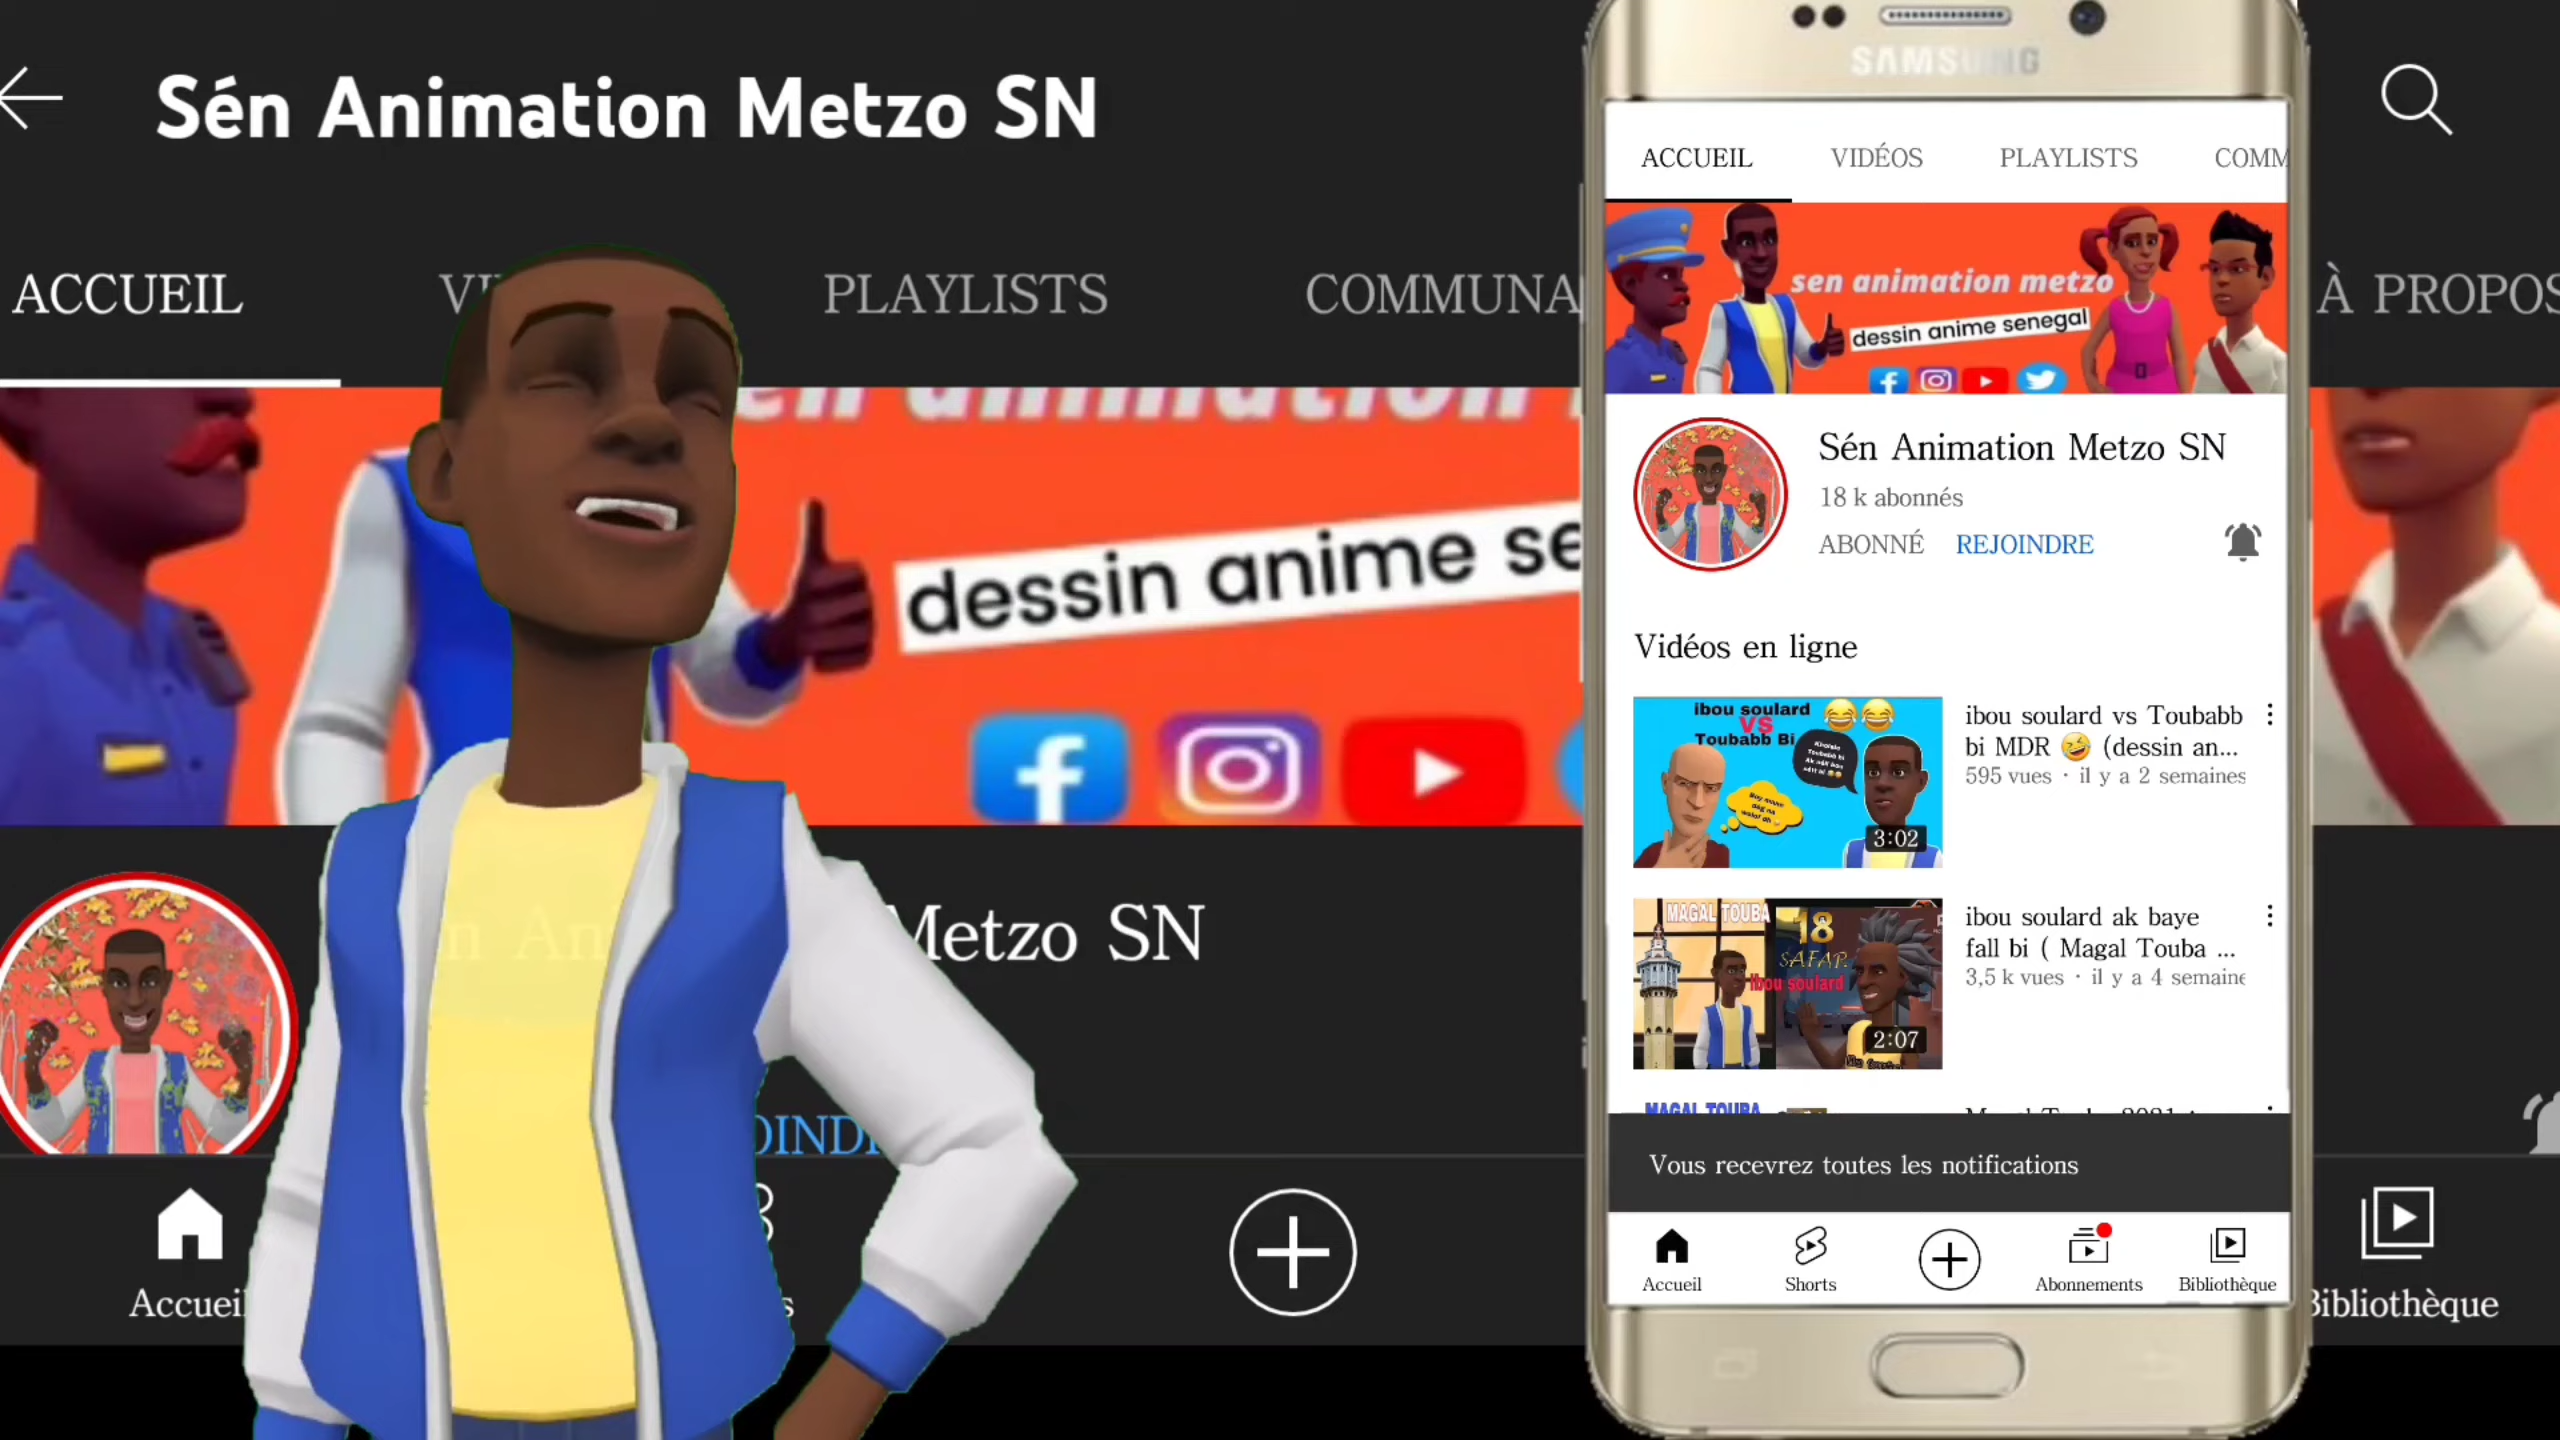 Sén Animation Metzo SN
ACCUEIL
PLAYLISTS
À PROPOS
dessin anime
Metzo SN
Accueil
Bibliothèque
SAMSUNG
ACCUEIL VIDÉOS PLAYLISTS
sen animation metzo
dessin anime senegal
Sén Animation Metzo SN
18 k abonnés
ABONNÉ REJOINDRE
Vidéos en ligne
ibou soulard
VS
Toubabb Bi
3:02
ibou soulard vs Toubabb
bi MDR 🤣 (dessin an...
595 vues · il y a 2 semaines
MAGAL TOUBA
18
SAFAR
ibou soulard
2:07
ibou soulard ak baye
fall bi ( Magal Touba ...
3,5 k vues · il y a 4 semaine
MAGAL TOUBA
Vous recevrez toutes les notifications
Accueil Shorts Abonnements Bibliothèque